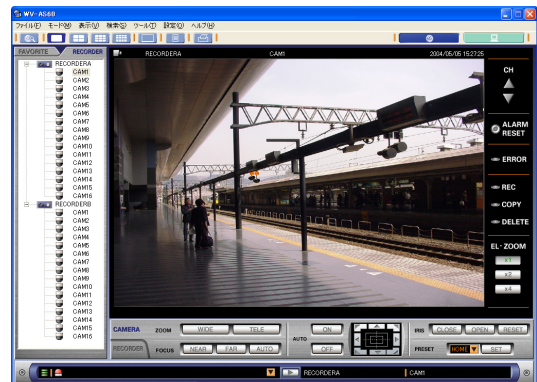 WV-AS60
ファイル(F) モード(M) 表示(V) 検索(S) ツール(T) 設定(O) ヘルプ(H)
FAVORITE RECORDER
RECORDERA
CAM1
CAM2
CAM3
CAM4
CAM5
CAM6
CAM7
CAM8
CAM9
CAM10
CAM11
CAM12
CAM13
CAM14
CAM15
CAM16
RECORDERB
CAM1
CAM2
CAM3
CAM4
CAM5
CAM6
CAM7
CAM8
CAM9
CAM10
CAM11
CAM12
CAM13
CAM14
CAM15
CAM16
RECORDERA CAM1 2004/05/05 15:27:25
CH
ALARM
RESET
ERROR
REC
COPY
DELETE
EL-ZOOM
x1
x2
x4
CAMERA ZOOM WIDE TELE AUTO ON IRIS CLOSE OPEN RESET
RECORDER FOCUS NEAR FAR AUTO OFF PRESET HOME SET
RECORDERA CAM1